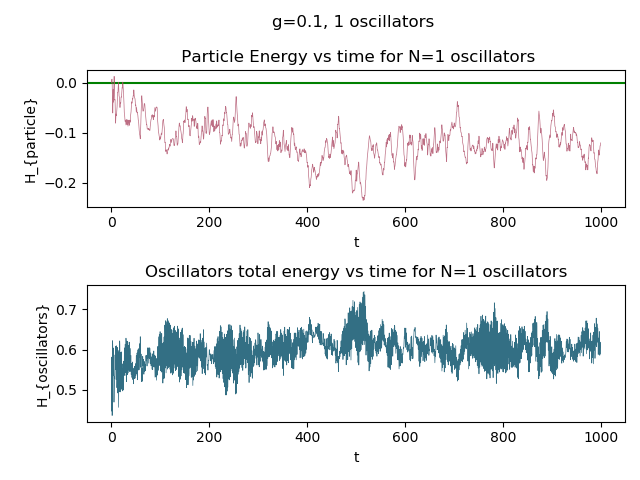 g=0.1, 1 oscillators
Particle Energy vs time for N=1 oscillators
0.0
−0.1
−0.2
H_{particle}
0 200 400 600 800 1000
t
Oscillators total energy vs time for N=1 oscillators
0.7
0.6
0.5
H_{oscillators}
0 200 400 600 800 1000
t